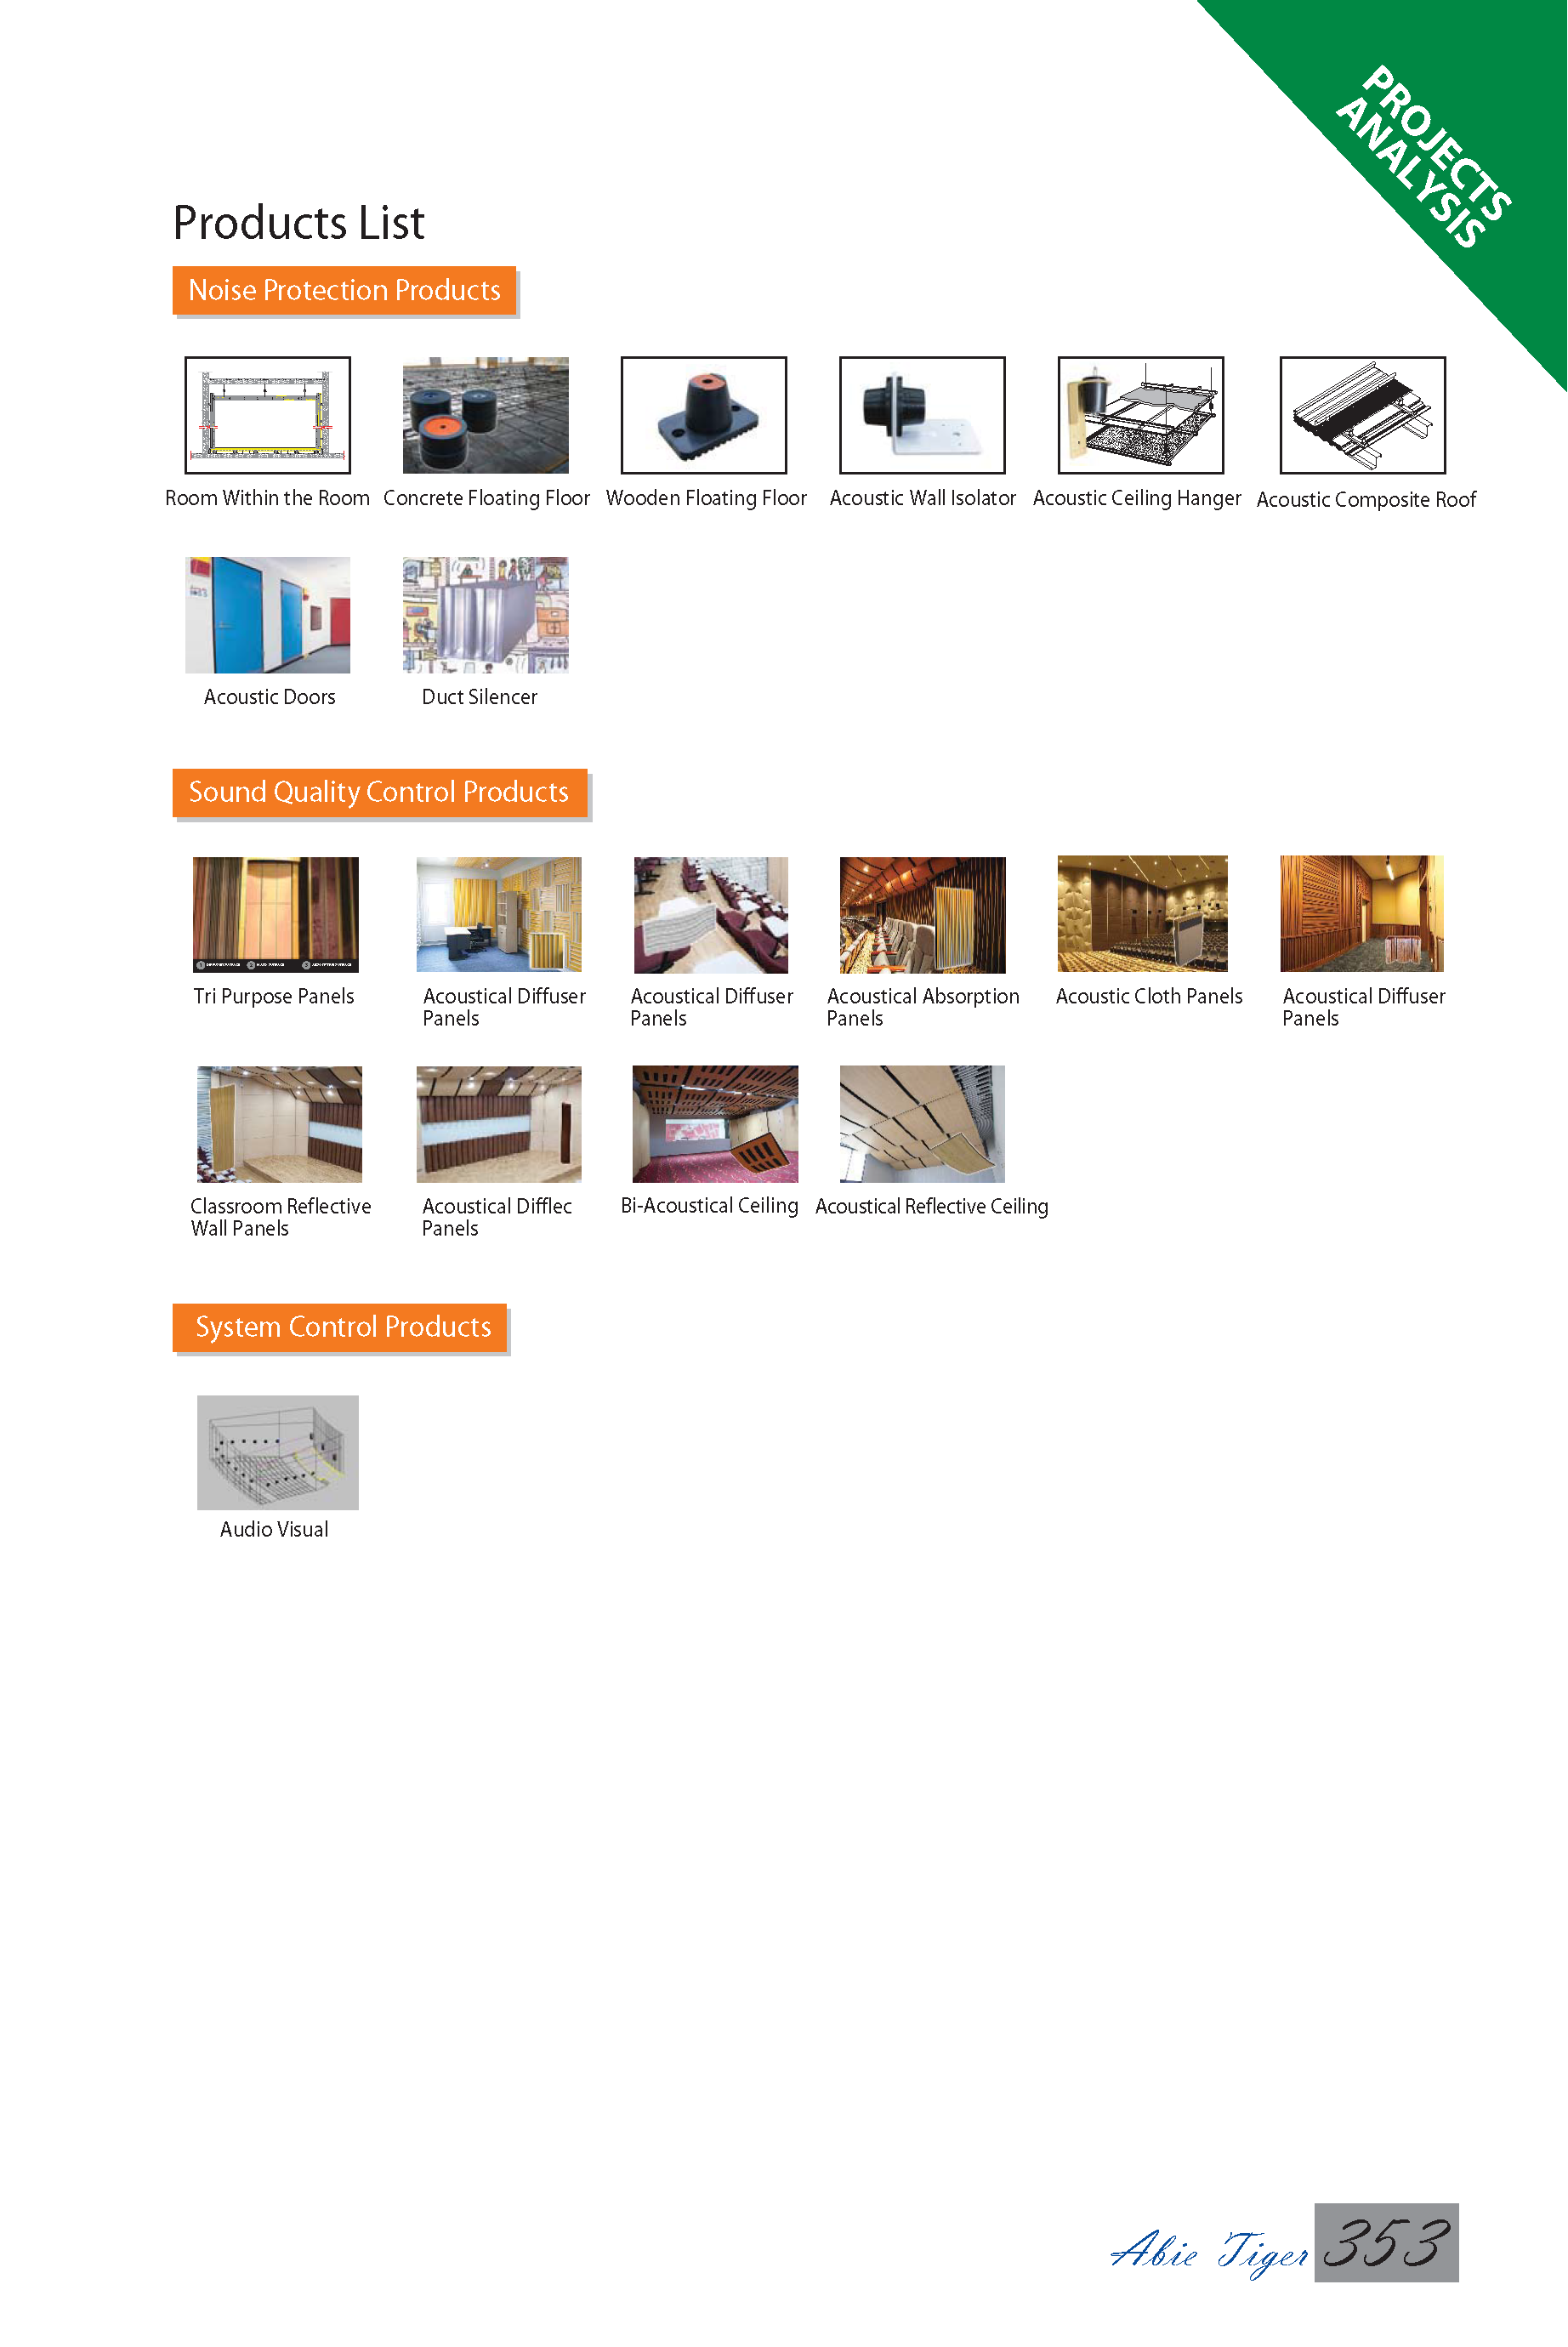 PROJECTS
ANALYSIS
Products List
Noise Protection Products
Room Within the Room
Concrete Floating Floor
Wooden Floating Floor
Acoustic Wall Isolator
Acoustic Ceiling Hanger
Acoustic Composite Roof
Acoustic Doors
Duct Silencer
Sound Quality Control Products
Tri Purpose Panels
Acoustical Diffuser
Panels
Acoustical Diffuser
Panels
Acoustical Absorption
Panels
Acoustic Cloth Panels
Acoustical Diffuser
Panels
Classroom Reflective
Wall Panels
Acoustical Difflec
Panels
Bi-Acoustical Ceiling
Acoustical Reflective Ceiling
System Control Products
Audio Visual
Abie Tiger 353